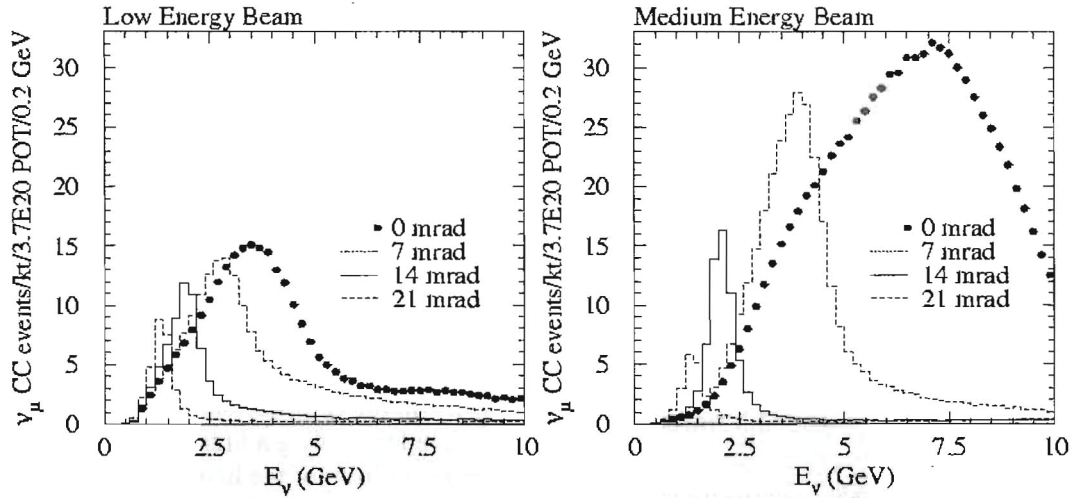 Low Energy Beam
ν_μ CC events/kt/3.7E20 POT/0.2 GeV
30
25
20
15
10
5
0
0 mrad
7 mrad
14 mrad
21 mrad
0
2.5
5
7.5
10
E_ν (GeV)
Medium Energy Beam
ν_μ CC events/kt/3.7E20 POT/0.2 GeV
30
25
20
15
10
5
0
0 mrad
7 mrad
14 mrad
21 mrad
0
2.5
5
7.5
10
E_ν (GeV)